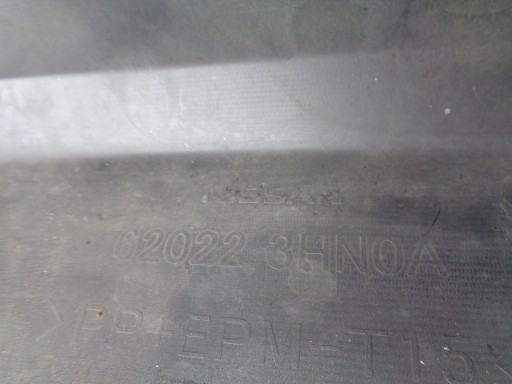 NISSAN
62022 3HN0A
>PP+EPM-T15<